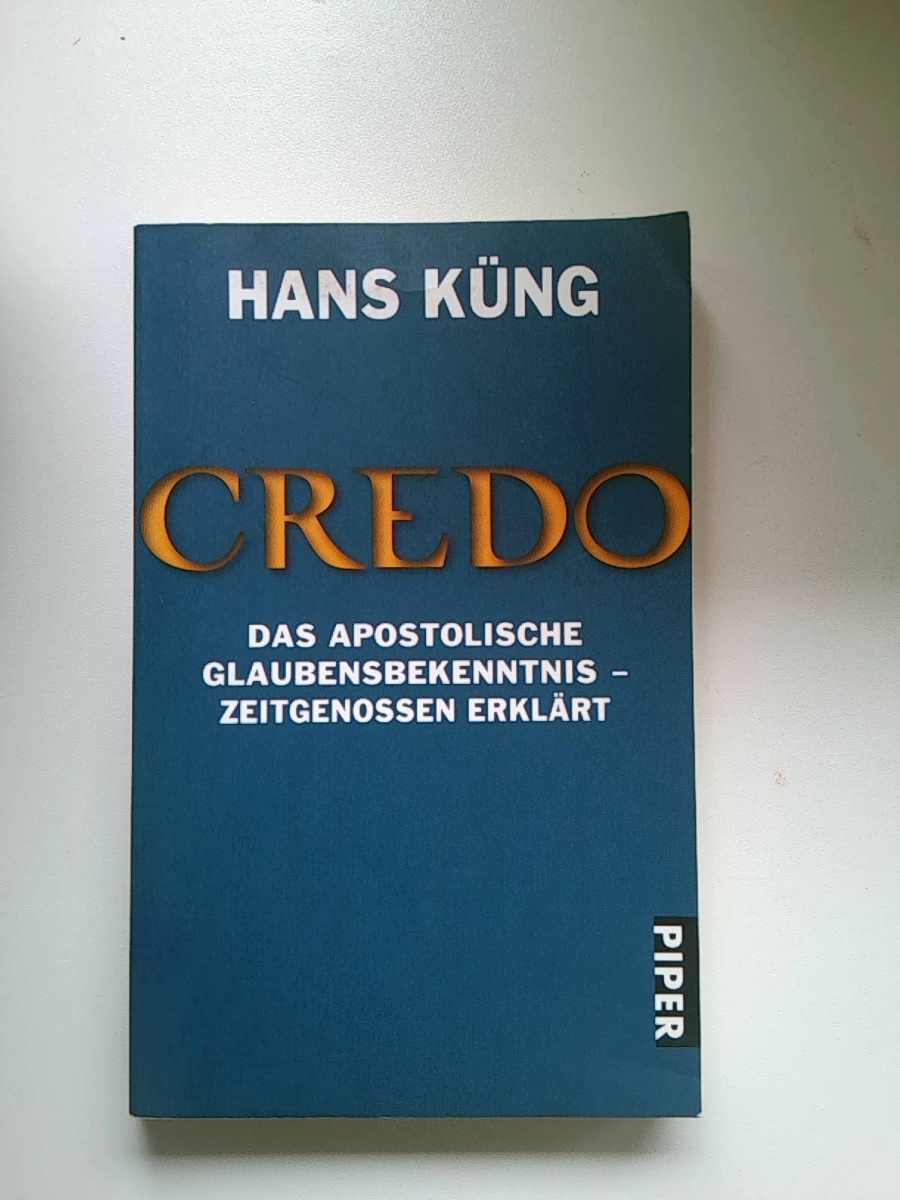 HANS KÜNG
CREDO
DAS APOSTOLISCHE
GLAUBENSBEKENNTNIS –
ZEITGENOSSEN ERKLÄRT
PIPER